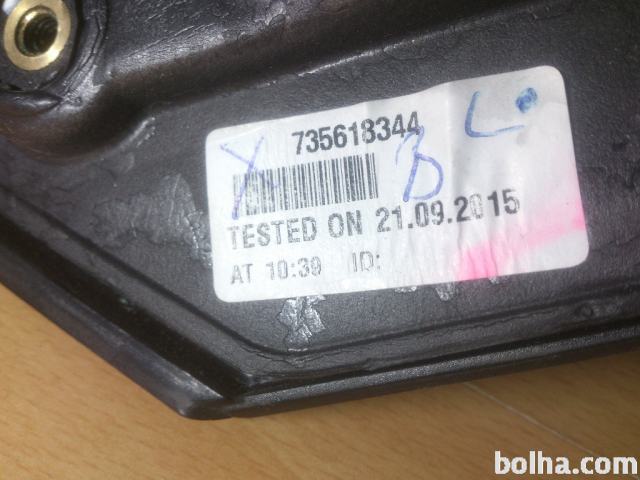 735618344
TESTED ON 21.09.2015
AT 10:39 ID:
bolha.com